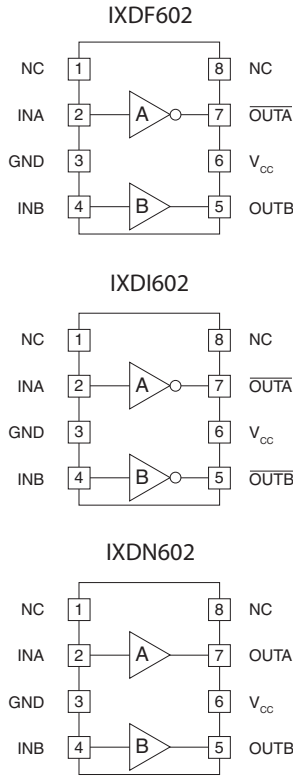 IXDF602
NC 1 8 NC
INA 2 A 7 OUTA
GND 3 6 VCC
INB 4 B 5 OUTB
IXDI602
NC 1 8 NC
INA 2 A 7 OUTA
GND 3 6 VCC
INB 4 B 5 OUTB
IXDN602
NC 1 8 NC
INA 2 A 7 OUTA
GND 3 6 VCC
INB 4 B 5 OUTB